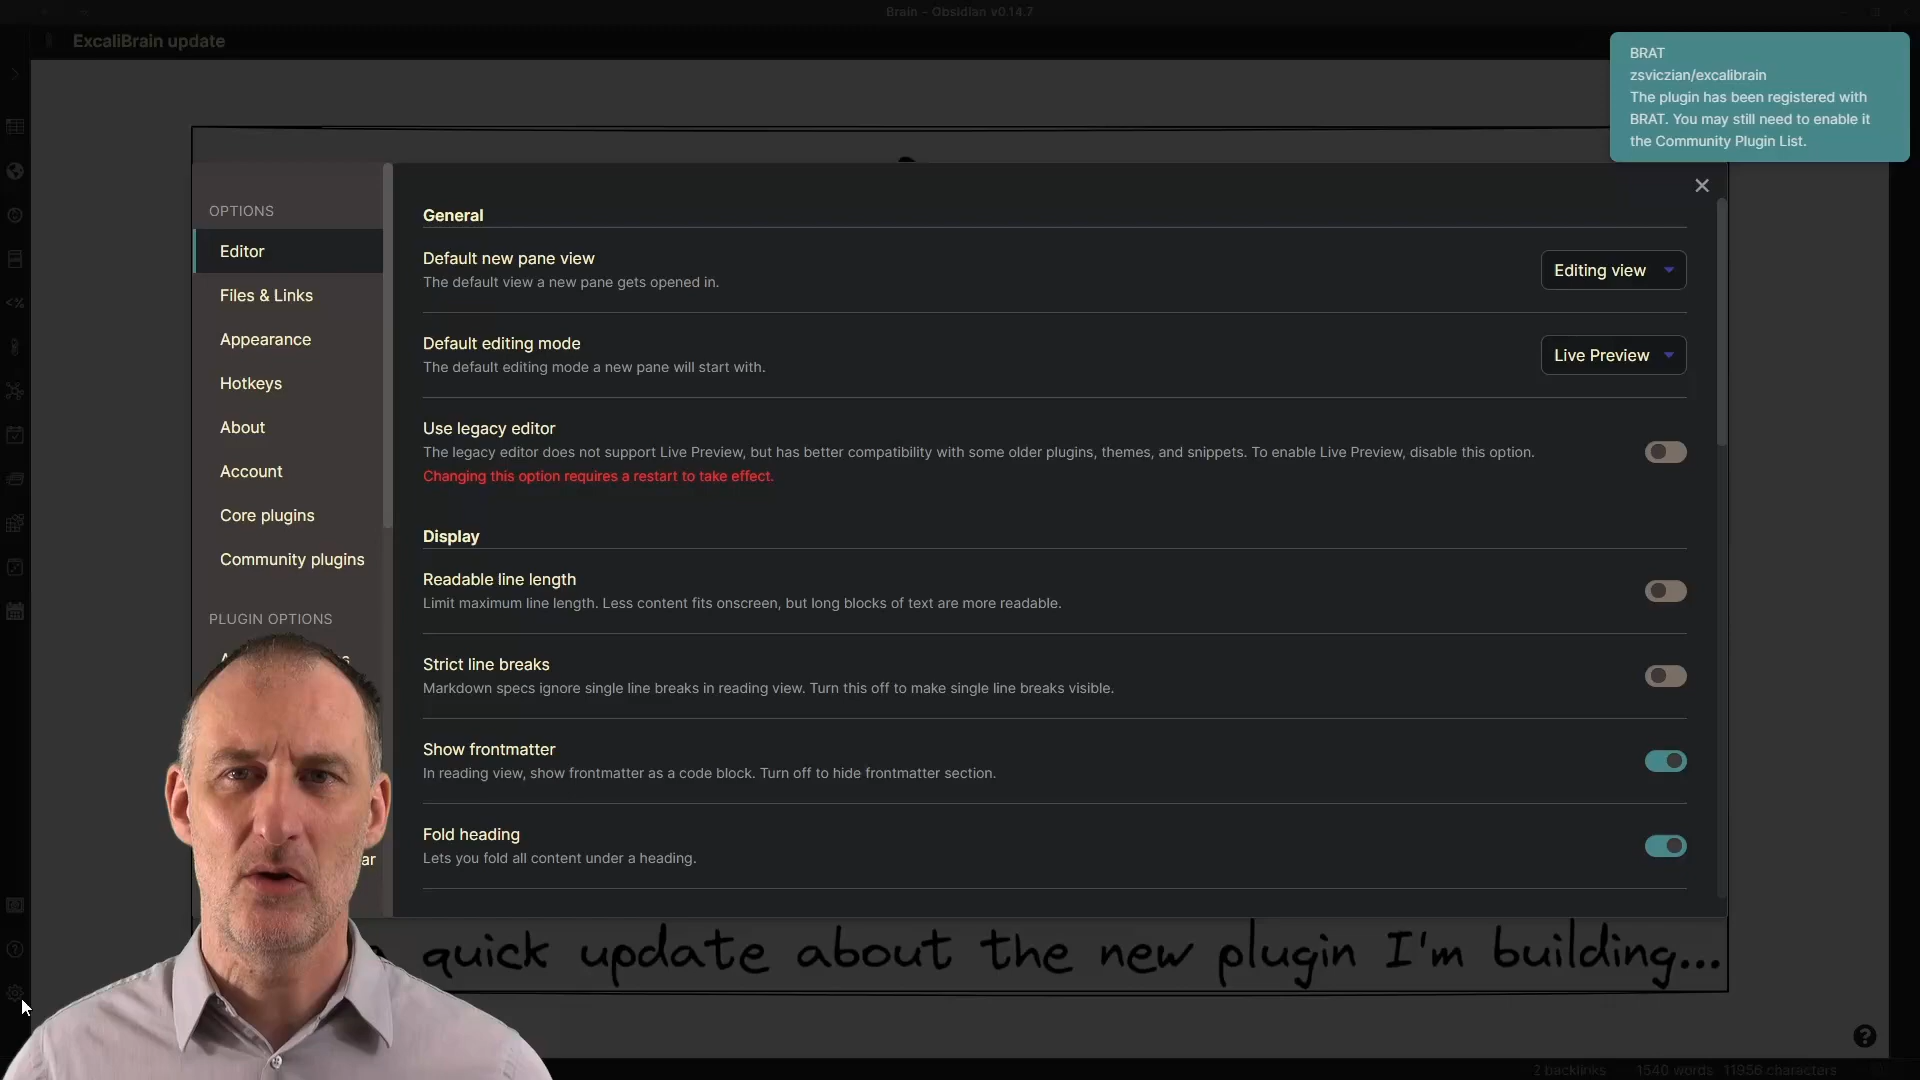 Brain - Obsidian v0.14.7
ExcaliBrain update
BRAT
zsviczian/excalibrain
The plugin has been registered with
BRAT. You may still need to enable it
the Community Plugin List.
OPTIONS
Editor
Files & Links
Appearance
Hotkeys
About
Account
Core plugins
Community plugins
PLUGIN OPTIONS
General
Default new pane view
The default view a new pane gets opened in.
Editing view
Default editing mode
The default editing mode a new pane will start with.
Live Preview
Use legacy editor
The legacy editor does not support Live Preview, but has better compatibility with some older plugins, themes, and snippets. To enable Live Preview, disable this option.
Changing this option requires a restart to take effect.
Display
Readable line length
Limit maximum line length. Less content fits onscreen, but long blocks of text are more readable.
Strict line breaks
Markdown specs ignore single line breaks in reading view. Turn this off to make single line breaks visible.
Show frontmatter
In reading view, show frontmatter as a code block. Turn off to hide frontmatter section.
Fold heading
Lets you fold all content under a heading.
quick update about the new plugin I'm building...
2 backlinks 1540 words 11956 characters